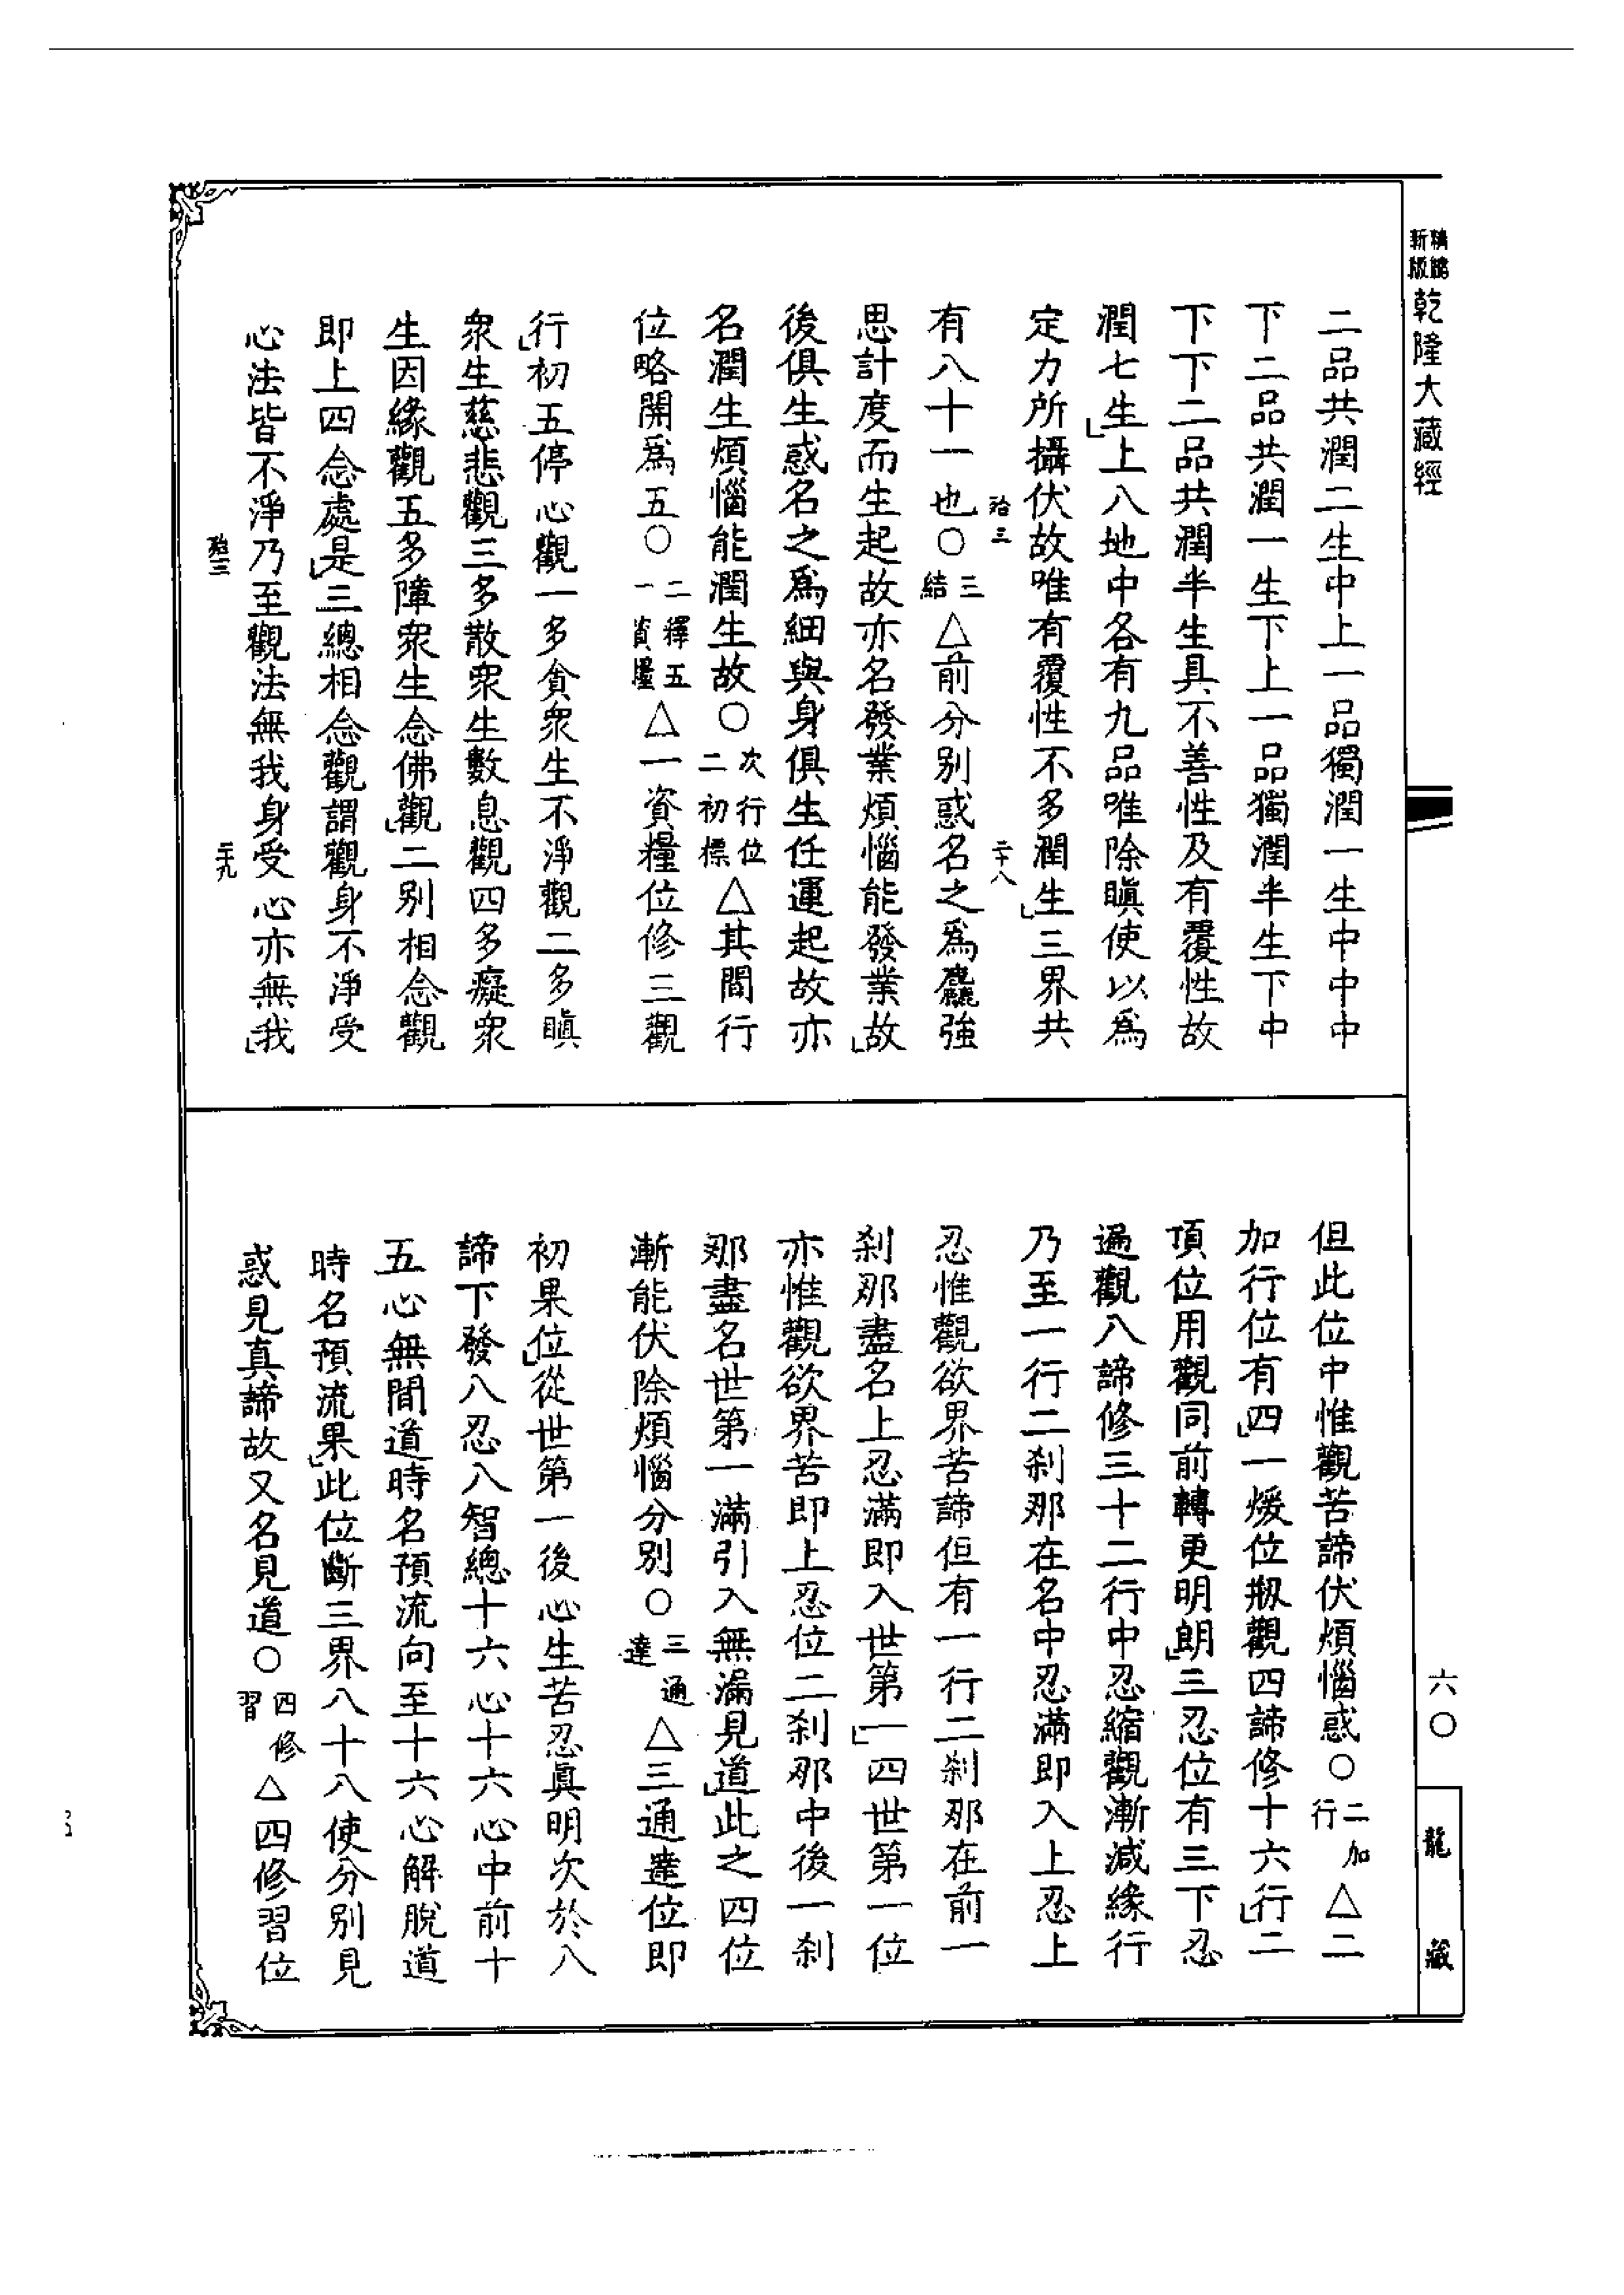 精縮新版乾隆大藏經
二品共潤二生中上一品獨潤一生中中中
下二品共潤一生下上一品獨潤半生下中
下下二品共潤半生具不善性及有覆性故
潤七生上八地中各有九品唯除瞋使以為
定力所攝伏故唯有覆性不多潤生三界共
三 二十八
有八十一也〇三結△前分別惑名之為麤強
思計度而生起故亦名發業煩惱能發業故
後俱生惑名之為細與身俱生任運起故亦
名潤生煩惱能潤生故〇次行位二初標△其間行
位略開為五〇二釋五一資糧△一資糧位修三觀
行初五停心觀一多貪衆生不淨觀二多瞋
衆生慈悲觀三多散衆生數息觀四多癡衆
生因緣觀五多障衆生念佛觀二別相念觀
即上四念處是三總相念觀謂觀身不淨受
心法皆不淨乃至觀法無我身受心亦無我
三 二十九
但此位中惟觀苦諦伏煩惱惑〇二加行△二
加行位有四一煖位觀四諦修十六行二
頂位用觀同前轉更明朗三忍位有三下忍
遍觀八諦修三十二行中忍縮觀漸減緣行
乃至一行二刹那在名中忍滿即入上忍上
忍惟觀欲界苦諦但有一行二刹那在前一
刹那盡名上忍滿即入世第一四世第一位
亦惟觀欲界苦即上忍位二刹那中後一刹
那盡名世第一滿引入無漏見道此之四位
漸能伏除煩惱分別〇三通達△三通達位即
初果位從世第一後心生苦忍眞明次於八
諦下發八忍八智總十六心十六心中前十
五心無間道時名預流向至十六心解脫道
時名預流果此位斷三界八十八使分別見
惑見真諦故又名見道〇四修習△四修習位
六〇
龍藏